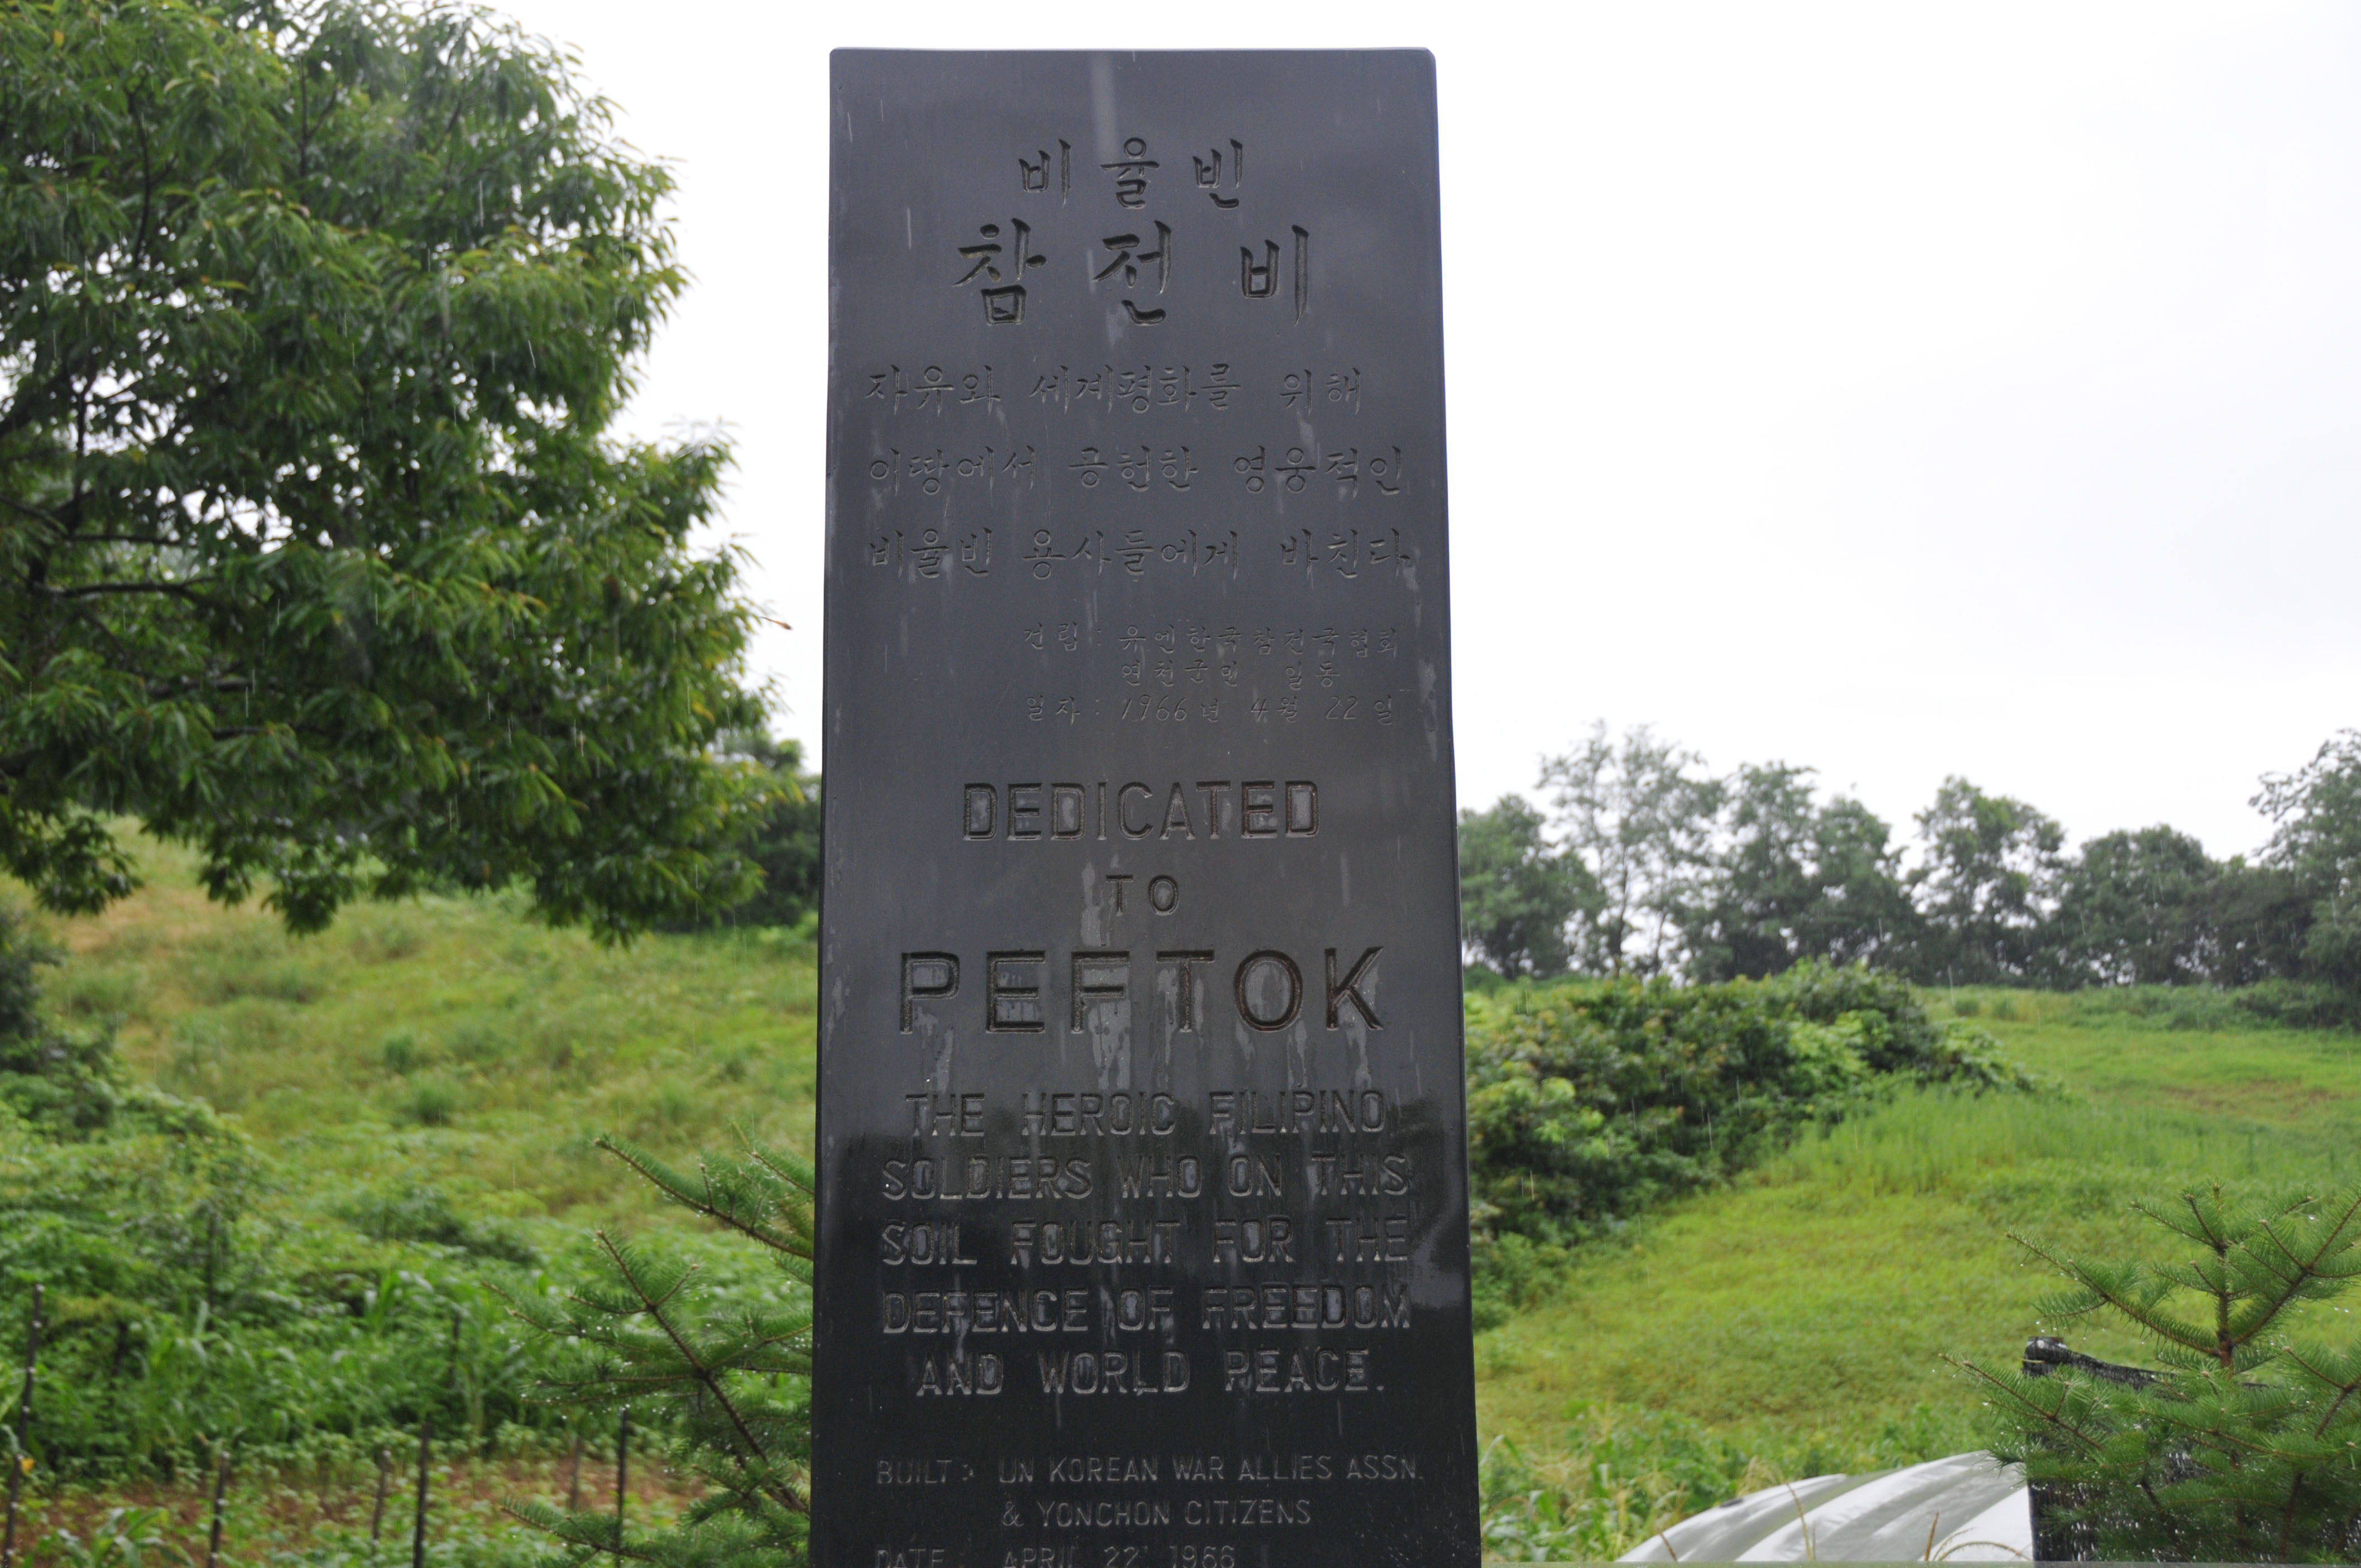 비율빈
참전비
자유와 세계평화를 위해
이땅에서 공헌한 영웅적인
비율빈 용사들에게 바친다
건립 : 유엔한국참전국협회
연천군민 일동
일자 : 1966년 4월 22일
DEDICATED
TO
PEFTOK
THE HEROIC FILIPINO
SOLDIERS WHO ON THIS
SOIL FOUGHT FOR THE
DEFENCE OF FREEDOM
AND WORLD PEACE.
BUILT : UN KOREAN WAR ALLIES ASSN.
& YONCHON CITIZENS
DATE : APRIL 22 1966